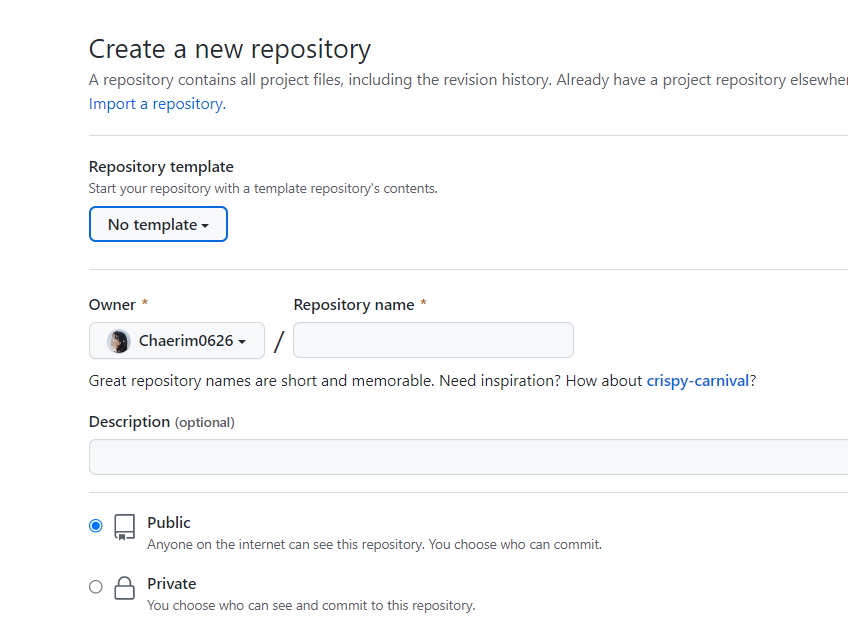 Create a new repository
A repository contains all project files, including the revision history. Already have a project repository
Import a repository.
Repository template
Start your repository with a template repository's contents.
No template
Owner * Repository name *
Chaerim0626 /
Great repository names are short and memorable. Need inspiration? How about crispy-carnival?
Description (optional)
Public
Anyone on the internet can see this repository. You choose who can commit.
Private
You choose who can see and commit to this repository.